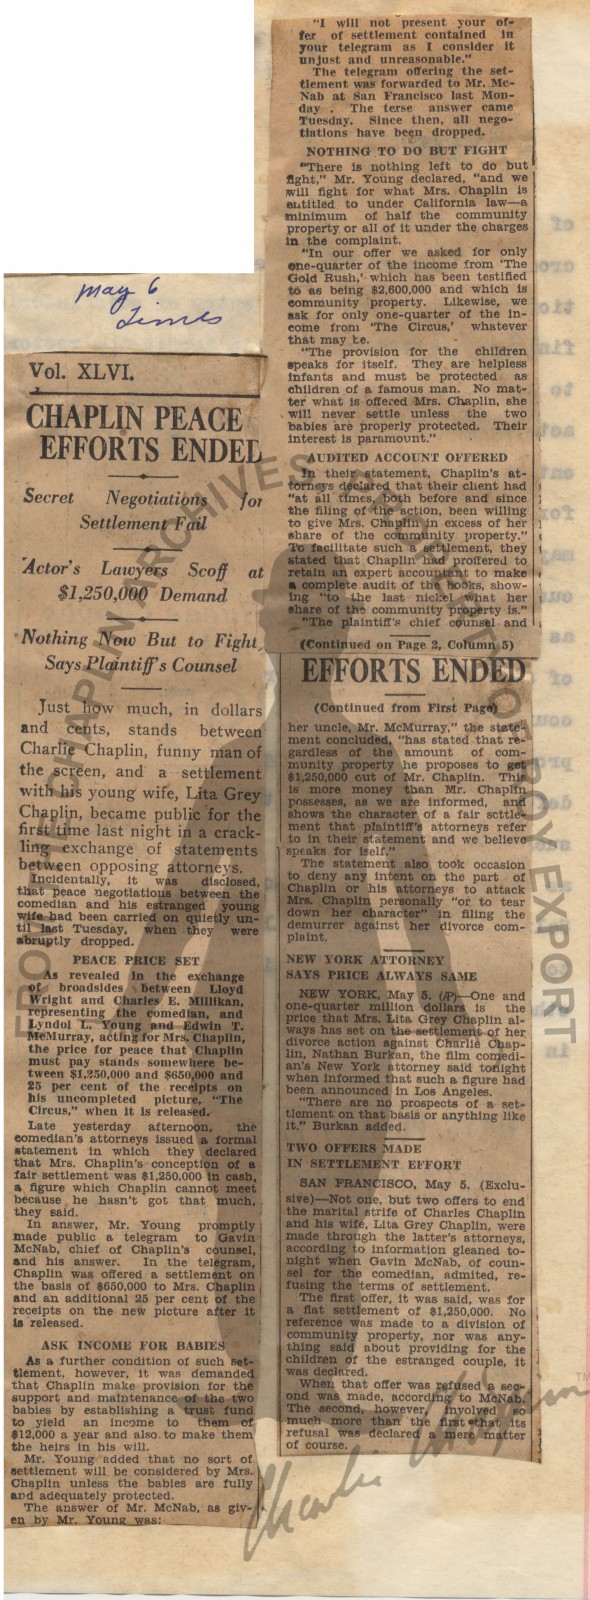 May 6
Times
Vol. XLVI.
CHAPLIN PEACE
EFFORTS ENDED
Secret Negotiations for
Settlement Fail
Actor's Lawyers Scoff at
$1,250,000 Demand
Nothing Now But to Fight,
Says Plaintiff's Counsel
Just how much, in dollars
and cents, stands between
Charlie Chaplin, funny man of
the screen, and a settlement
with his young wife, Lita Grey
Chaplin, became public for the
first time last night in a crack-
ling exchange of statements
between opposing attorneys.
Incidentally, it was disclosed,
that peace negotiations between the
comedian and his estranged young
wife had been carried on quietly un-
til last Tuesday, when they were
abruptly dropped.
PEACE PRICE SET
As revealed in the exchange
of broadsides between Lloyd
Wright and Charles E. Millikan,
representing the comedian, and
Lyndol L. Young and Edwin T.
McMurray, acting for Mrs. Chaplin,
the price for peace that Chaplin
must pay stands somewhere be-
tween $1,250,000 and $650,000 and
25 per cent of the receipts on
his uncompleted picture, "The
Circus," when it is released.
Late yesterday afternoon, the
comedian's attorneys issued a formal
statement in which they declared
that Mrs. Chaplin's conception of a
fair settlement was $1,250,000 in cash,
a figure which Chaplin cannot meet
because he hasn't got that much,
they said.
In answer, Mr. Young promptly
made public a telegram to Gavin
McNab, chief of Chaplin's counsel,
and his answer. In the telegram,
Chaplin was offered a settlement on
the basis of $650,000 to Mrs. Chaplin
and an additional 25 per cent of the
receipts on the new picture after it
is released.
ASK INCOME FOR BABIES
As a further condition of such set-
tlement, however, it was demanded
that Chaplin make provision for the
support and maintenance of the two
babies by establishing a trust fund
to yield an income to them of
$12,000 a year and also to make them
the heirs in his will.
Mr. Young added that no sort of
settlement will be considered by Mrs.
Chaplin unless the babies are fully
and adequately protected.
The answer of Mr. McNab, as giv-
en by Mr. Young was:
"I will not present your of-
fer of settlement contained in
your telegram as I consider it
unjust and unreasonable."
The telegram offering the set-
tlement was forwarded to Mr. Mc-
Nab at San Francisco last Mon-
day . The terse answer came
Tuesday. Since then, all nego-
tiations have been dropped.
NOTHING TO DO BUT FIGHT
"There is nothing left to do but
fight," Mr. Young declared, "and we
will fight for what Mrs. Chaplin is
entitled to under California law—a
minimum of half the community
property or all of it under the charges
in the complaint.
"In our offer we asked for only
one-quarter of the income from 'The
Gold Rush,' which has been testified
to as being $2,600,000 and which is
community property. Likewise, we
ask for only one-quarter of the in-
come from 'The Circus,' whatever
that may be.
"The provision for the children
speaks for itself. They are helpless
infants and must be protected as
children of a famous man. No mat-
ter what is offered Mrs. Chaplin, she
will never settle unless the two
babies are properly protected. Their
interest is paramount."
AUDITED ACCOUNT OFFERED
In their statement, Chaplin's at-
torneys declared that their client had
"at all times, both before and since
the filing of the action, been willing
to give Mrs. Chaplin in excess of her
share of the community property."
To facilitate such a settlement, they
stated that Chaplin had proffered to
retain an expert accountant to make
a complete audit of the books, show-
ing "to the last nickel what her
share of the community property is."
"The plaintiff's chief counsel and
(Continued on Page 2, Column 5)
EFFORTS ENDED
(Continued from First Page)
her uncle, Mr. McMurray," the state-
ment concluded, "has stated that re-
gardless of the amount of com-
munity property he proposes to get
$1,250,000 out of Mr. Chaplin. This
is more money than Mr. Chaplin
possesses, as we are informed, and
shows the character of a fair settle-
ment that plaintiff's attorneys refer
to in their statement and we believe
speaks for iself."
The statement also took occasion
to deny any intent on the part of
Chaplin or his attorneys to attack
Mrs. Chaplin personally "or to tear
down her character" in filing the
demurrer against her divorce com-
plaint.
NEW YORK ATTORNEY
SAYS PRICE ALWAYS SAME
NEW YORK, May 5. (AP)—One and
one-quarter million dollars is the
price that Mrs. Lita Grey Chaplin al-
ways has set on the settlement of her
divorce action against Charlie Chap-
lin, Nathan Burkan, the film comedi-
an's New York attorney said tonight
when informed that such a figure had
been announced in Los Angeles.
"There are no prospects of a set-
tlement on that basis or anything like
it." Burkan added.
TWO OFFERS MADE
IN SETTLEMENT EFFORT
SAN FRANCISCO, May 5. (Exclu-
sive)—Not one, but two offers to end
the marital strife of Charles Chaplin
and his wife, Lita Grey Chaplin, were
made through the latter's attorneys,
according to information gleaned to-
night when Gavin McNab, of coun-
sel for the comedian, admitted, re-
fusing the terms of settlement.
The first offer, it was said, was for
a flat settlement of $1,250,000. No
reference was made to a division of
community property, nor was any-
thing said about providing for the
children of the estranged couple, it
was declared.
When that offer was refused a sec-
ond was made, according to McNab.
The second, however, involved so
much more than the first that its
refusal was declared a mere matter
of course.
FROM THE CHAPLIN ARCHIVES
PROPERTY OF ROY EXPORT
Charlie Chaplin
TM